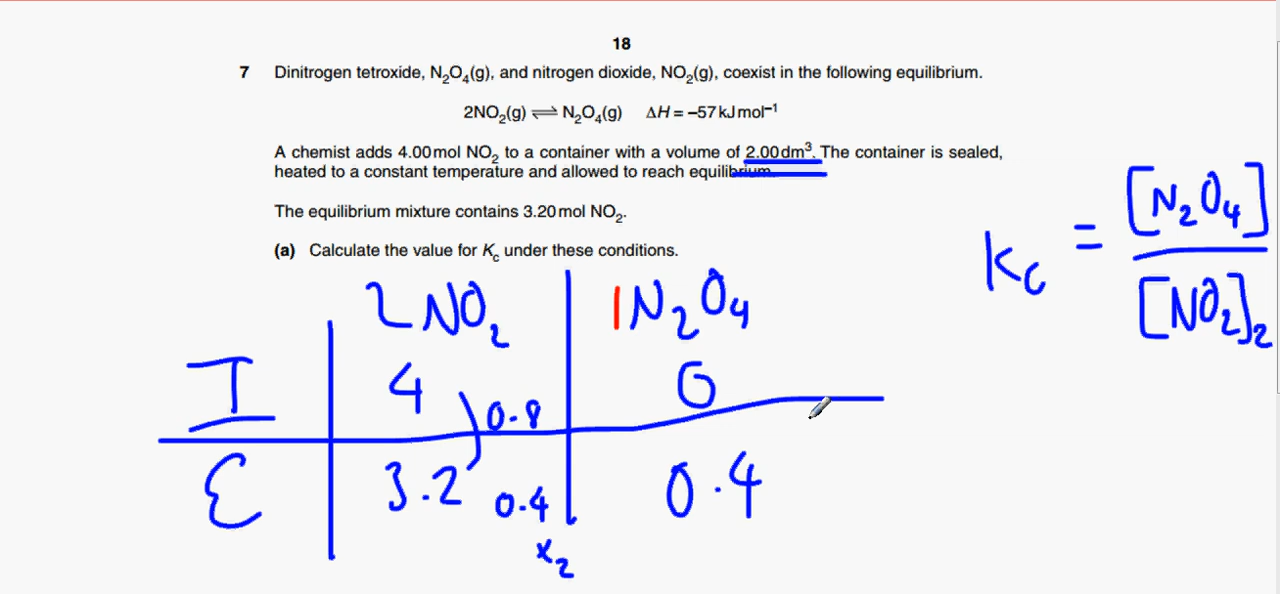 18
7 Dinitrogen tetroxide, N₂O₄(g), and nitrogen dioxide, NO₂(g), coexist in the following equilibrium.
2NO₂(g) ⇌ N₂O₄(g) ΔH = –57 kJ mol⁻¹
A chemist adds 4.00 mol NO₂ to a container with a volume of 2.00 dm³. The container is sealed,
heated to a constant temperature and allowed to reach equilibrium.
The equilibrium mixture contains 3.20 mol NO₂.
(a) Calculate the value for Kc under these conditions.
Kc = [N₂O₄]
[NO₂]₂
2NO₂ 1N₂O₄
I 4 0
0.8
E 3.2 0.4 0.4
x2